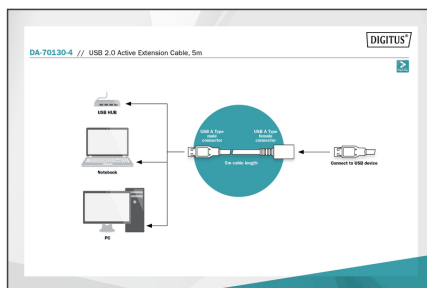 DIGITUS®
DA-70130-4 // USB 2.0 Active Extension Cable, 5m
USB HUB
USB A Type
male
connector
USB A Type
female
connector
5m cable length
Notebook
Connect to USB device
PC